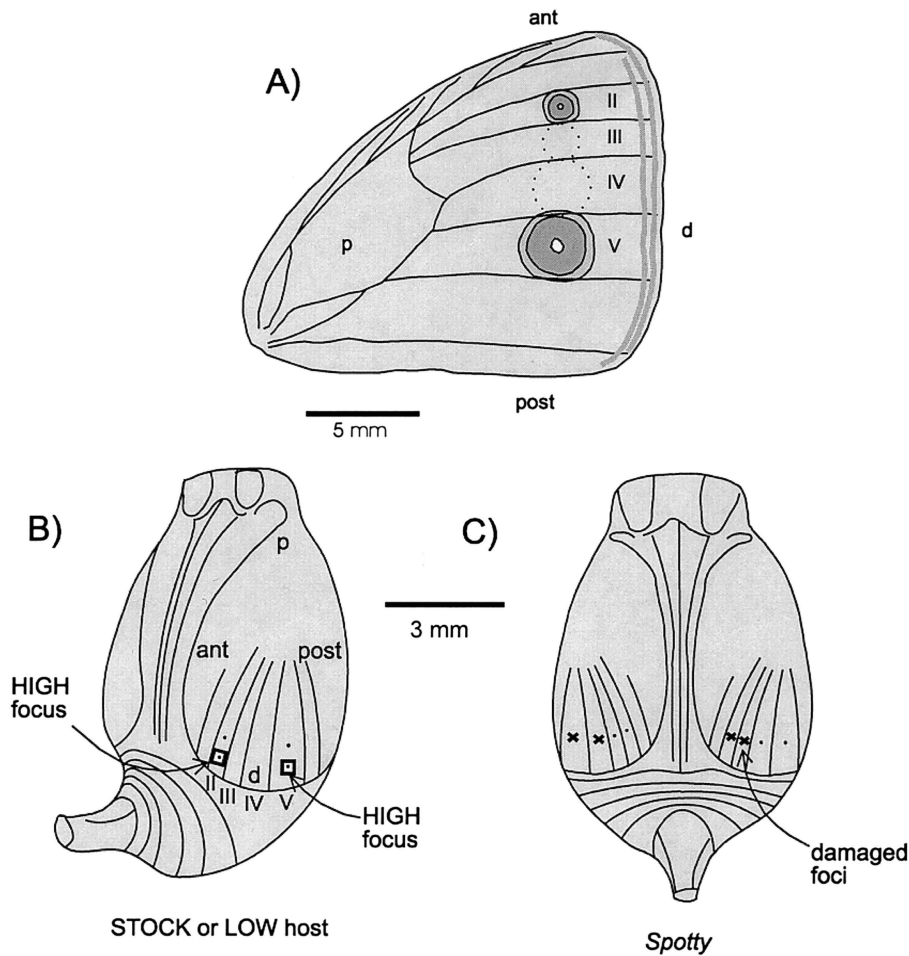 ant
A)
II
III
IV
d
p
V
post
5 mm
B)
C)
p
3 mm
ant
post
HIGH
focus
d
II
III
IV
V
HIGH
focus
damaged
foci
STOCK or LOW host
Spotty